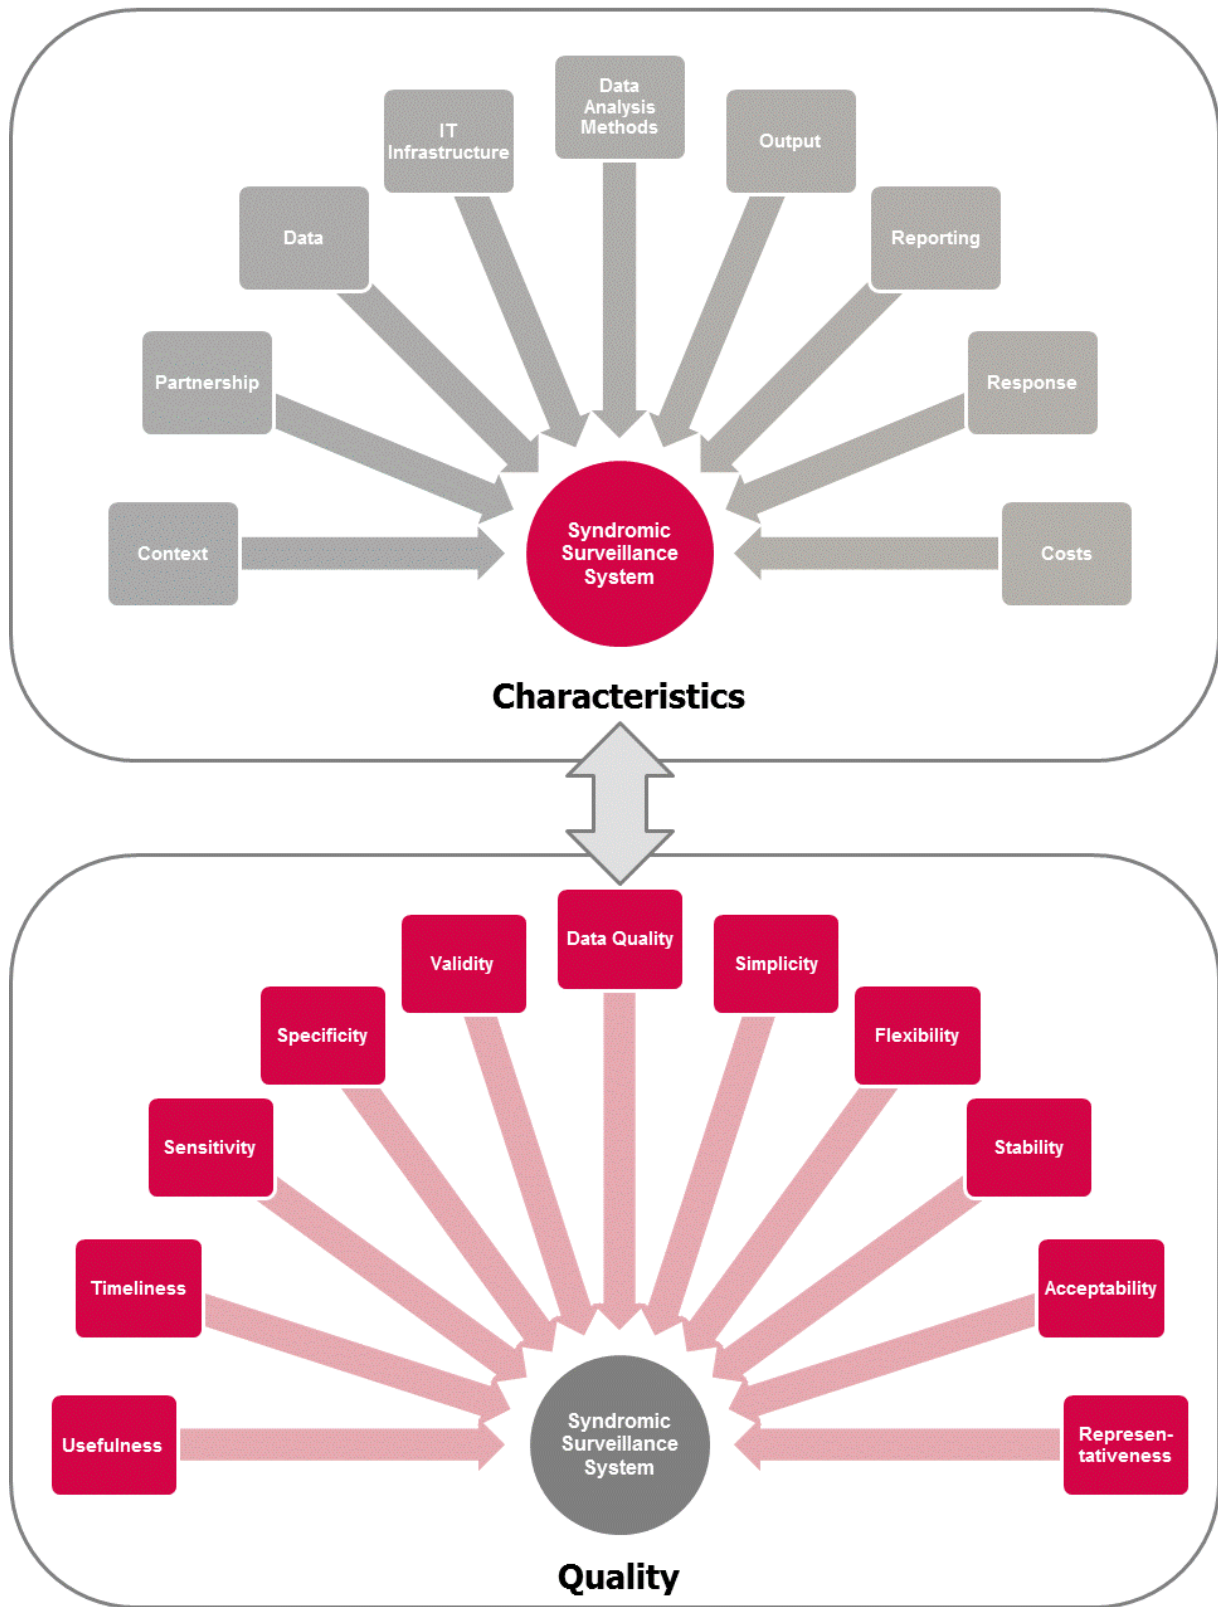 Data
Analysis
Methods
IT
Infrastructure
Output
Data
Reporting
Partnership
Response
Context
Syndromic
Surveillance
System
Costs
Characteristics
Data Quality
Validity
Simplicity
Specificity
Flexibility
Sensitivity
Stability
Timeliness
Acceptability
Usefulness
Syndromic
Surveillance
System
Represen-
tativeness
Quality